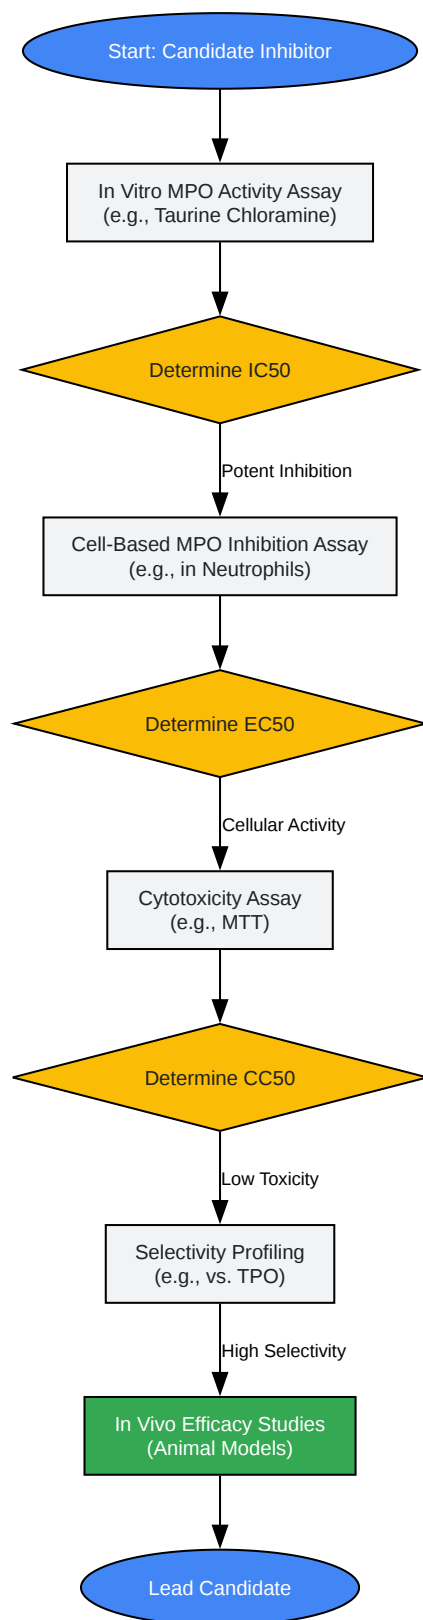 Start: Candidate Inhibitor
In Vitro MPO Activity Assay
(e.g., Taurine Chloramine)
Determine IC50
Potent Inhibition
Cell-Based MPO Inhibition Assay
(e.g., in Neutrophils)
Determine EC50
Cellular Activity
Cytotoxicity Assay
(e.g., MTT)
Determine CC50
Low Toxicity
Selectivity Profiling
(e.g., vs. TPO)
High Selectivity
In Vivo Efficacy Studies
(Animal Models)
Lead Candidate